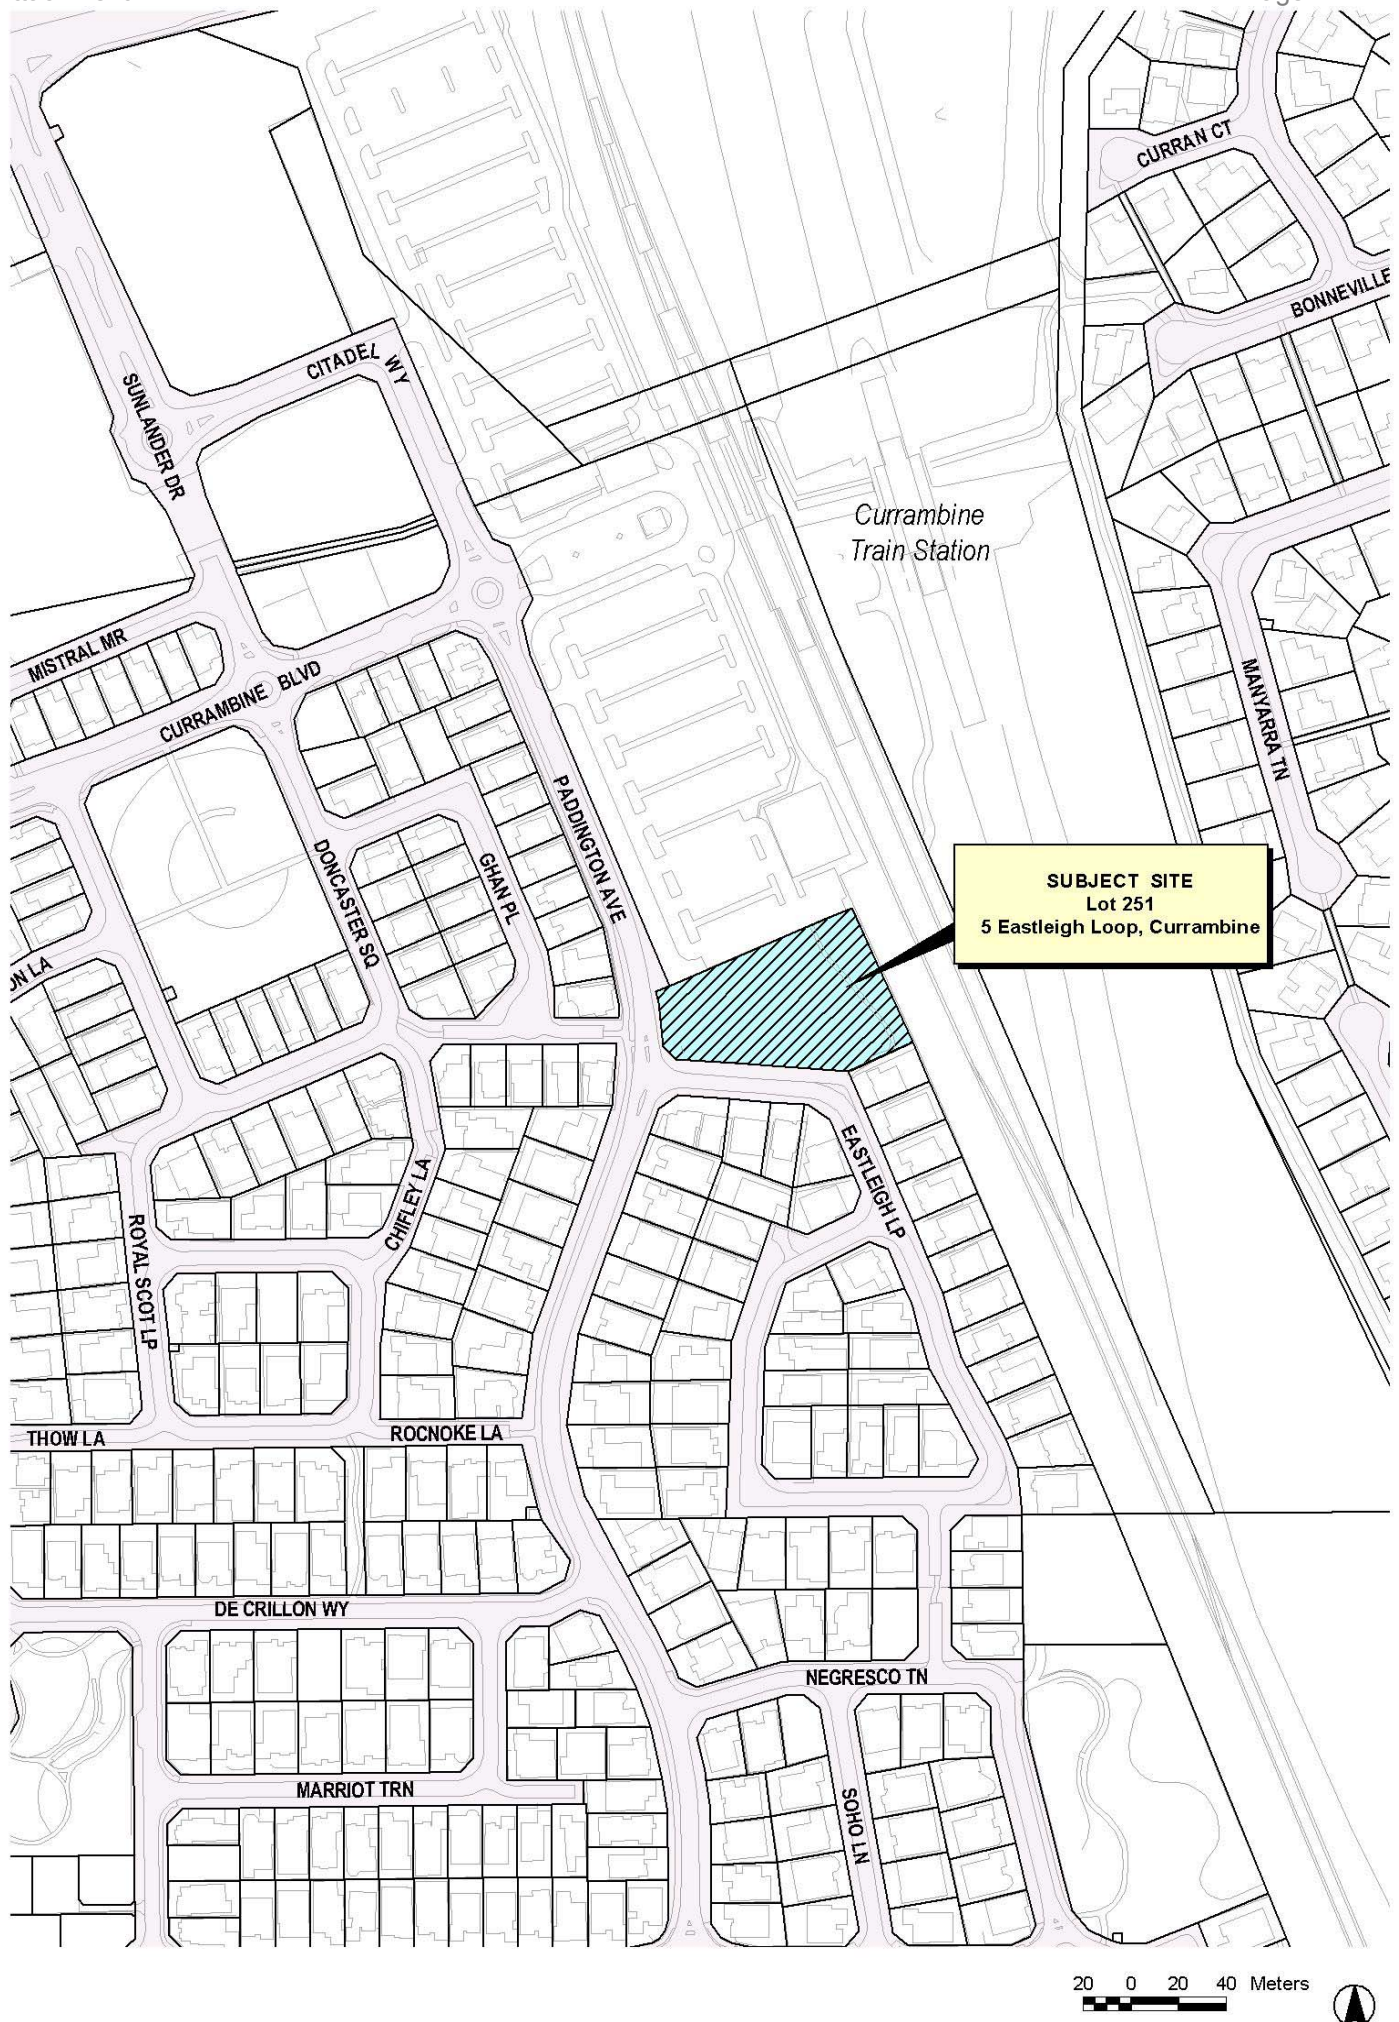 CURRAN CT
BONNEVILLE
CITADEL WY
SUNLANDER DR
Currambine
Train Station
MISTRAL MR
CURRAMBINE BLVD
MANYARRA TN
PADDINGTON AVE
DONCASTER SQ
GHAN PL
SUBJECT SITE
Lot 251
5 Eastleigh Loop, Currambine
ON LA
EASTLEIGH LP
CHIFLEY LA
ROYAL SCOT LP
THOW LA
ROCNOKE LA
DE CRILLON WY
NEGRESCO TN
MARRIOT TRN
SOHO LN
20 0 20 40 Meters